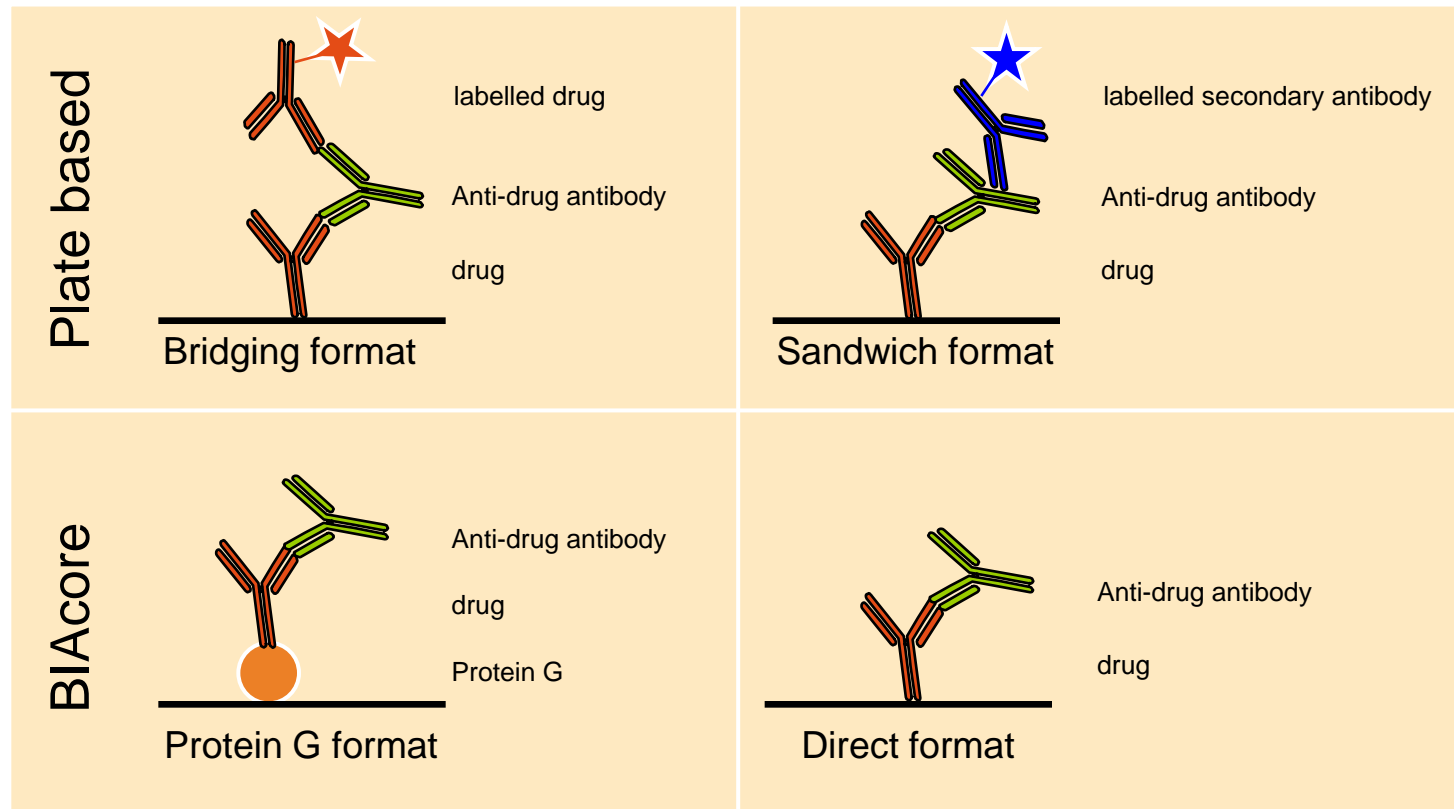 Plate based
labelled drug
Anti-drug antibody
drug
Bridging format
labelled secondary antibody
Anti-drug antibody
drug
Sandwich format
BIAcore
Anti-drug antibody
drug
Protein G
Protein G format
Anti-drug antibody
drug
Direct format